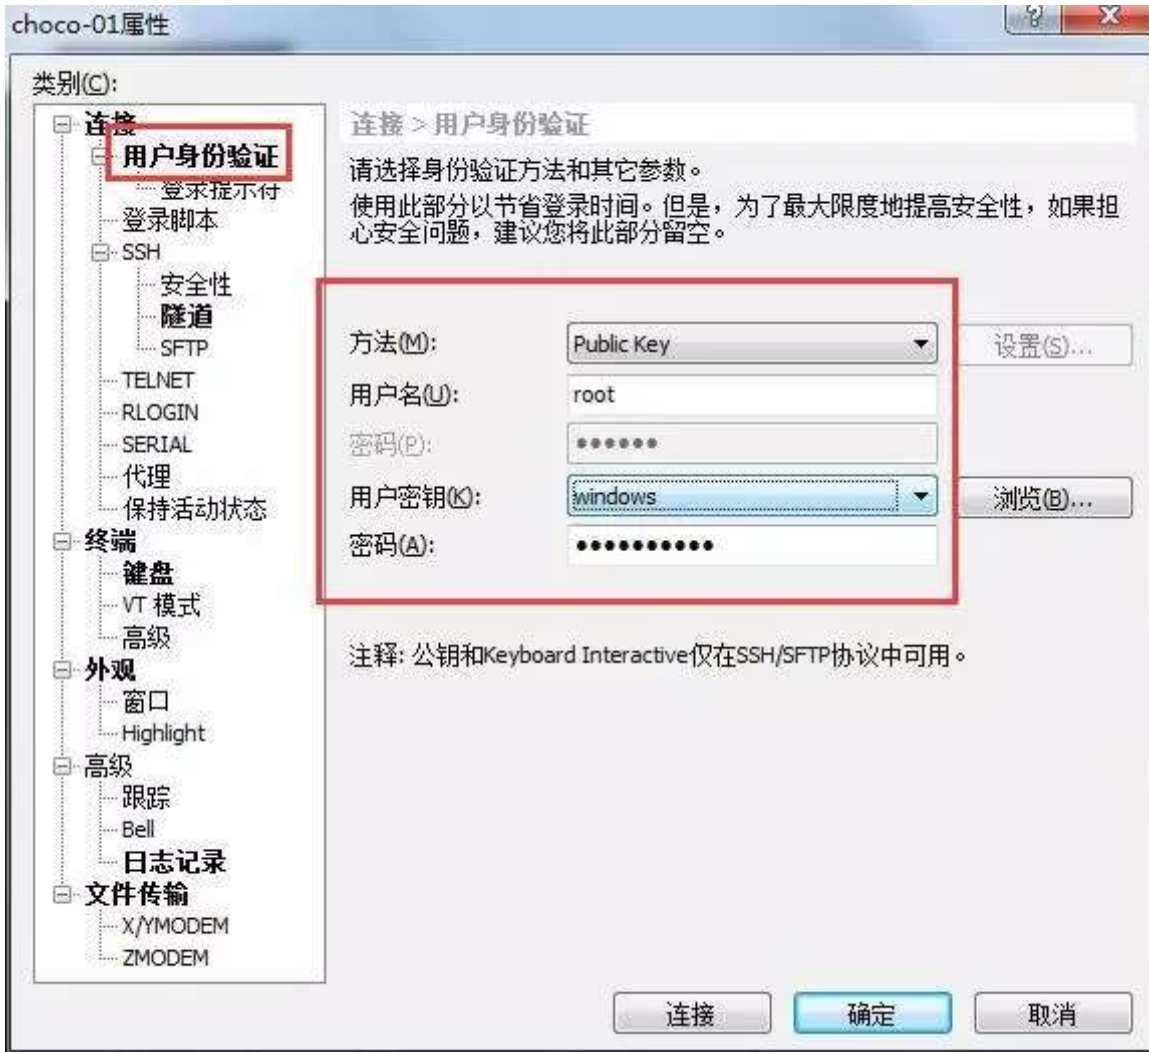 choco-01属性
类别(C):
连接
用户身份验证
登录提示符
登录脚本
SSH
安全性
隧道
SFTP
TELNET
RLOGIN
SERIAL
代理
保持活动状态
终端
键盘
VT 模式
高级
外观
窗口
Highlight
高级
跟踪
Bell
日志记录
文件传输
X/YMODEM
ZMODEM
连接 > 用户身份验证
请选择身份验证方法和其它参数。
使用此部分以节省登录时间。但是，为了最大限度地提高安全性，如果担
心安全问题，建议您将此部分留空。
方法(M): Public Key 设置(S)...
用户名(U): root
密码(P): ●●●●●●
用户密钥(K): windows 浏览(B)...
密码(A): ●●●●●●●●●●
注释: 公钥和Keyboard Interactive仅在SSH/SFTP协议中可用。
连接 确定 取消